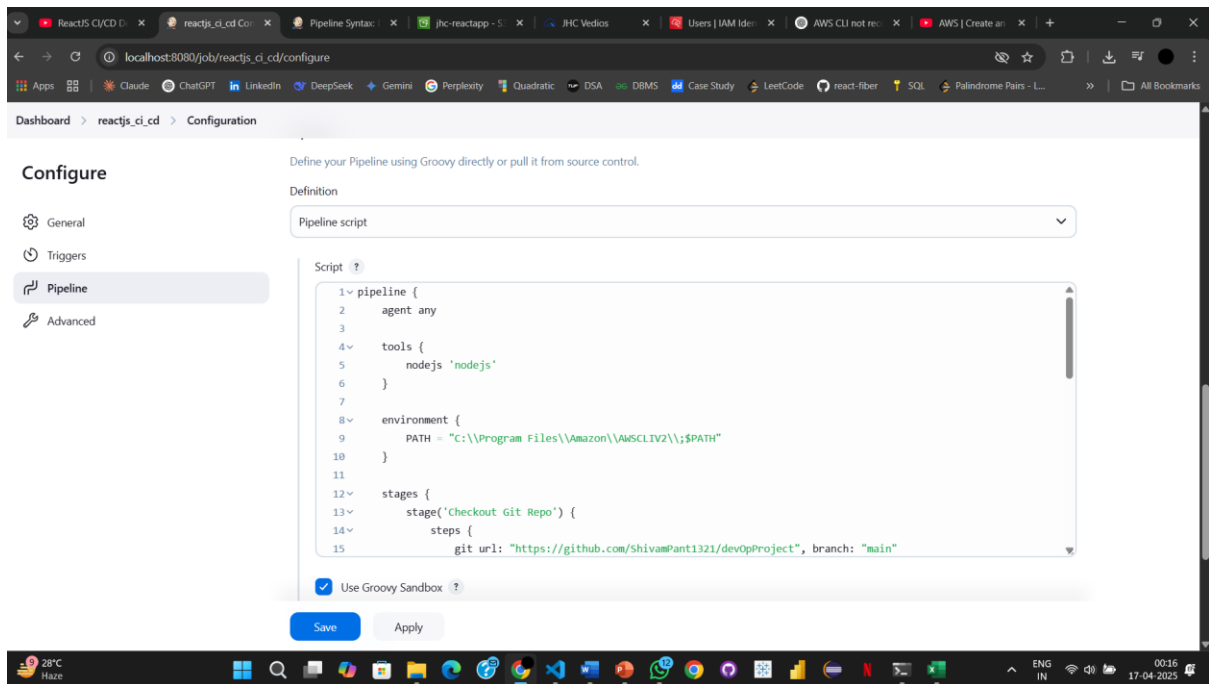 ReactJS CI/CD D
reactjs_ci_cd Cor
Pipeline Syntax:
jhc-reactapp - S
JHC Vedios
Users | IAM Iden
AWS CLI not rec
AWS | Create an
localhost:8080/job/reactjs_ci_cd/configure
Apps
Claude
ChatGPT
LinkedIn
DeepSeek
Gemini
Perplexity
Quadratic
DSA
DBMS
Case Study
LeetCode
react-fiber
SQL
Palindrome Pairs - L...
All Bookmarks
Dashboard > reactjs_ci_cd > Configuration
Configure
General
Triggers
Pipeline
Advanced
Define your Pipeline using Groovy directly or pull it from source control.
Definition
Pipeline script
Script ?
1 pipeline {
2 agent any
3
4 tools {
5 nodejs 'nodejs'
6 }
7
8 environment {
9 PATH = "C:\\Program Files\\Amazon\\AWSCLIV2\\;$PATH"
10 }
11
12 stages {
13 stage('Checkout Git Repo') {
14 steps {
15 git url: "https://github.com/ShivamPant1321/devOpProject", branch: "main"
Use Groovy Sandbox ?
Save
Apply
9
28°C
Haze
12
ENG
IN
00:16
17-04-2025